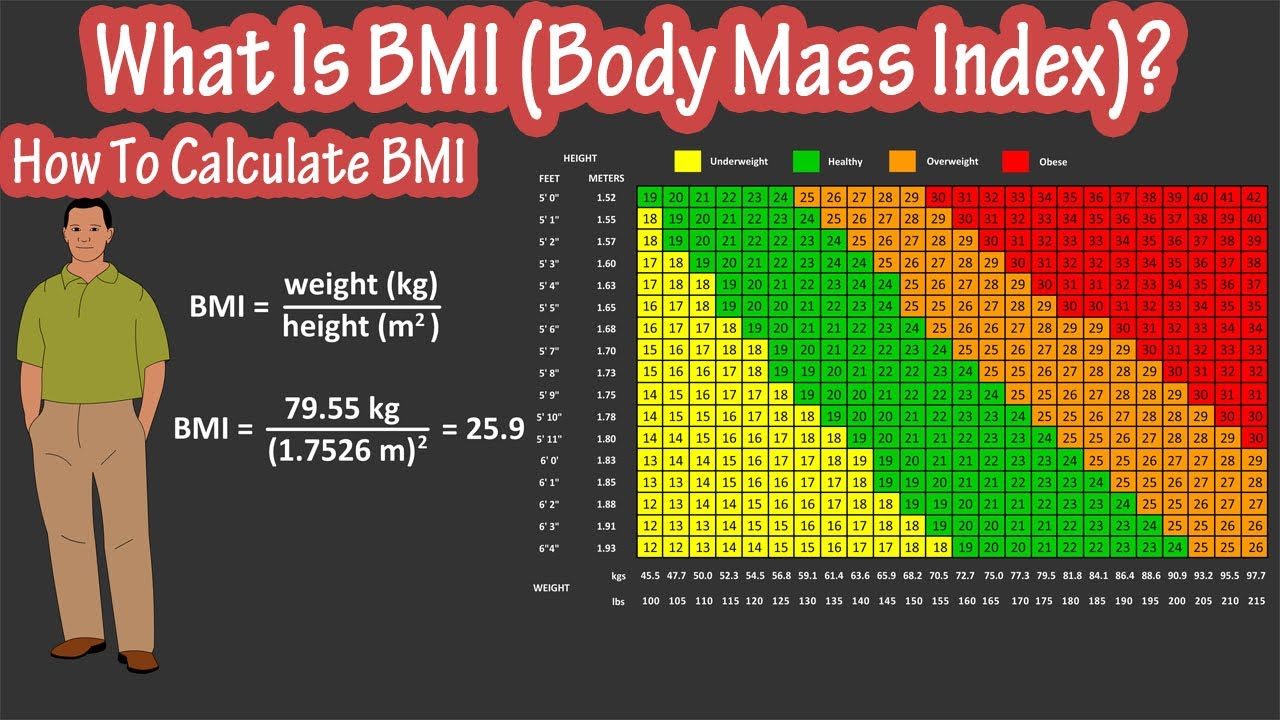 What Is BMI (Body Mass Index)?
How To Calculate BMI
BMI = weight (kg)
height (m²)
BMI = 79.55 kg = 25.9
(1.7526 m)²
HEIGHT
Underweight Healthy Overweight Obese
FEET METERS
5' 0" 1.52 19 20 21 22 23 24 25 26 27 28 29 30 31 32 33 34 35 36 37 38 39 40 41 42
5' 1" 1.55 18 19 20 21 22 23 24 25 26 27 28 29 30 31 32 33 34 35 36 36 37 38 39 40
5' 2" 1.57 18 19 20 21 22 22 23 24 25 26 27 28 29 30 31 32 33 33 34 35 36 37 38 39
5' 3" 1.60 17 18 19 20 21 22 23 24 24 25 26 27 28 29 30 31 32 32 33 34 35 36 37 38
5' 4" 1.63 17 18 18 19 20 21 22 23 24 24 25 26 27 28 29 30 31 31 32 33 34 35 36 37
5' 5" 1.65 16 17 18 19 20 20 21 22 23 24 25 25 26 27 28 29 30 30 31 32 33 34 35 35
5' 6" 1.68 16 17 17 18 19 20 21 21 22 23 24 25 25 26 27 28 29 29 30 31 32 33 34 34
5' 7" 1.70 15 16 17 18 18 19 20 21 22 22 23 24 25 25 26 27 28 29 29 30 31 32 33 33
5' 8" 1.73 15 16 16 17 18 19 19 20 21 22 22 23 24 25 25 26 27 28 28 29 30 31 32 32
5' 9" 1.75 14 15 16 17 17 18 19 20 20 21 22 22 23 24 25 25 26 27 28 28 29 30 31 31
5' 10" 1.78 14 15 15 16 17 18 18 19 20 20 21 22 23 23 24 25 25 26 27 28 28 29 30 30
5' 11" 1.80 14 14 15 16 16 17 18 18 19 20 21 21 22 23 23 24 25 25 26 27 28 28 29 30
6' 0' 1.83 13 14 14 15 16 17 17 18 19 19 20 21 21 22 23 23 24 25 25 26 27 27 28 29
6' 1" 1.85 13 13 14 15 15 16 17 17 18 19 19 20 21 21 22 23 23 24 25 25 26 27 27 28
6' 2" 1.88 12 13 14 14 15 16 16 17 18 18 19 19 20 21 21 22 23 23 24 25 25 26 27 27
6' 3" 1.91 12 13 13 14 15 15 16 16 17 18 18 19 20 20 21 21 22 23 23 24 25 25 26 26
6"4" 1.93 12 12 13 14 14 15 15 16 17 17 18 18 19 20 20 21 22 22 23 23 24 25 25 26
kgs 45.5 47.7 50.0 52.3 54.5 56.8 59.1 61.4 63.6 65.9 68.2 70.5 72.7 75.0 77.3 79.5 81.8 84.1 86.4 88.6 90.9 93.2 95.5 97.7
WEIGHT
lbs 100 105 110 115 120 125 130 135 140 145 150 155 160 165 170 175 180 185 190 195 200 205 210 215